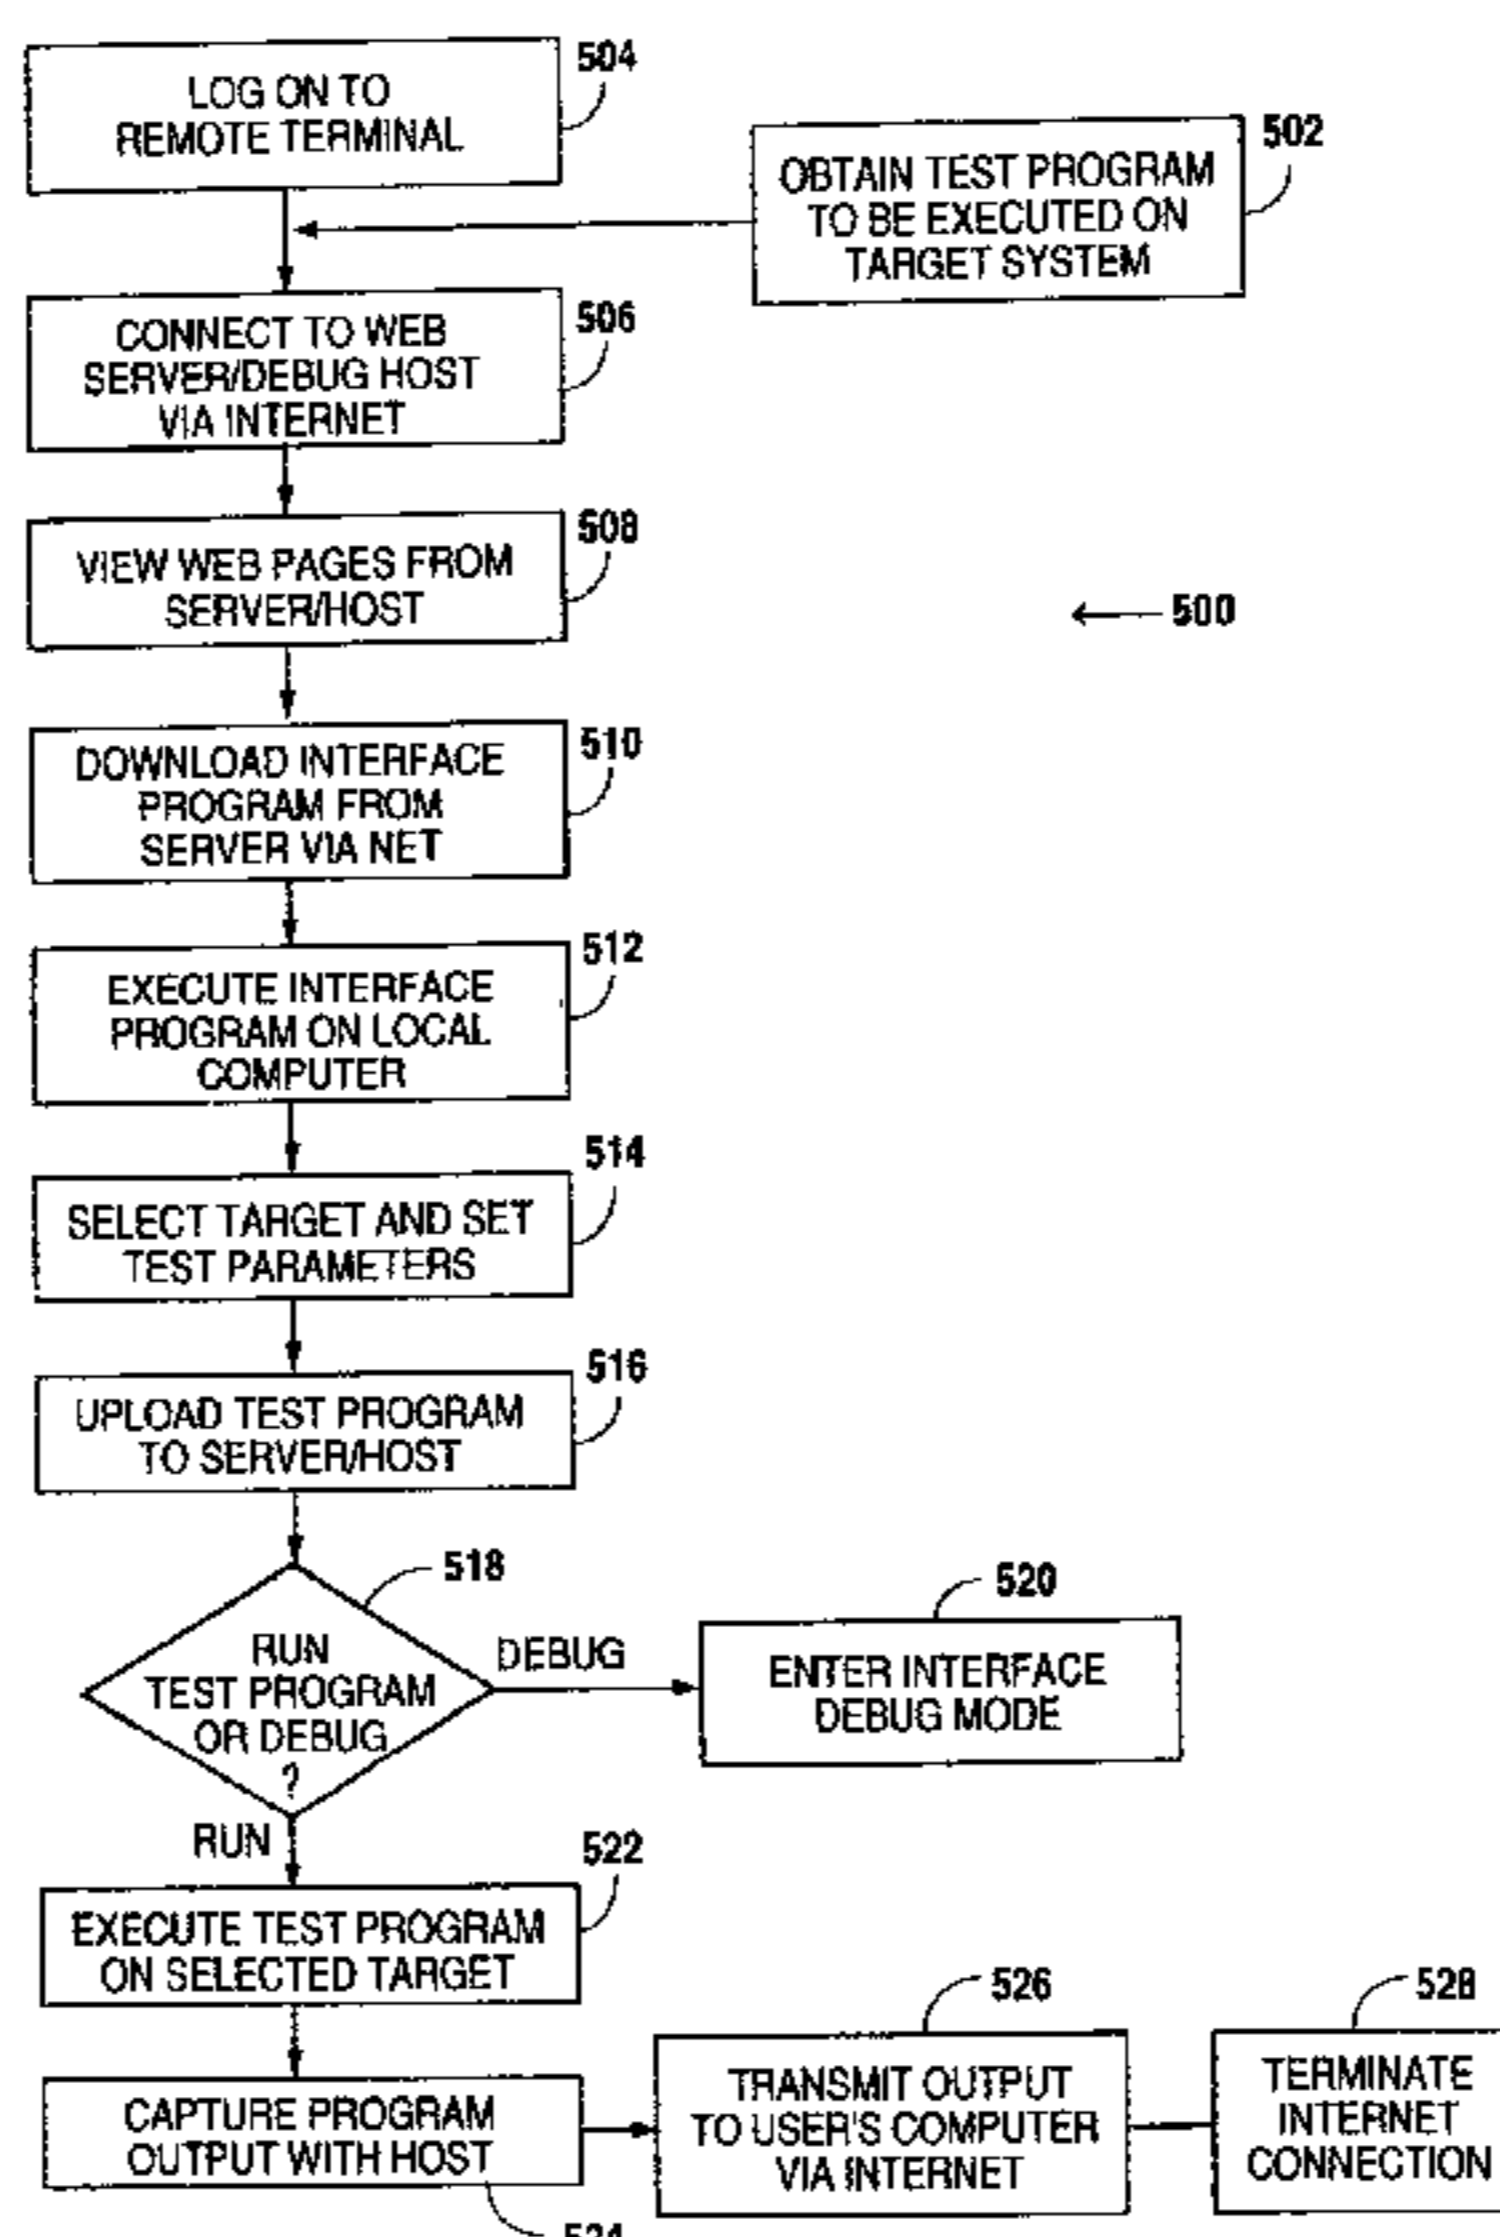 504
LOG ON TO
REMOTE TERMINAL
502
OBTAIN TEST PROGRAM
TO BE EXECUTED ON
TARGET SYSTEM
506
CONNECT TO WEB
SERVER/DEBUG HOST
VIA INTERNET
508
VIEW WEB PAGES FROM
SERVER/HOST
500
510
DOWNLOAD INTERFACE
PROGRAM FROM
SERVER VIA NET
512
EXECUTE INTERFACE
PROGRAM ON LOCAL
COMPUTER
514
SELECT TARGET AND SET
TEST PARAMETERS
516
UPLOAD TEST PROGRAM
TO SERVER/HOST
518
RUN
TEST PROGRAM
OR DEBUG
?
DEBUG
520
ENTER INTERFACE
DEBUG MODE
RUN
522
EXECUTE TEST PROGRAM
ON SELECTED TARGET
CAPTURE PROGRAM
OUTPUT WITH HOST
526
TRANSMIT OUTPUT
TO USER'S COMPUTER
VIA INTERNET
528
TERMINATE
INTERNET
CONNECTION